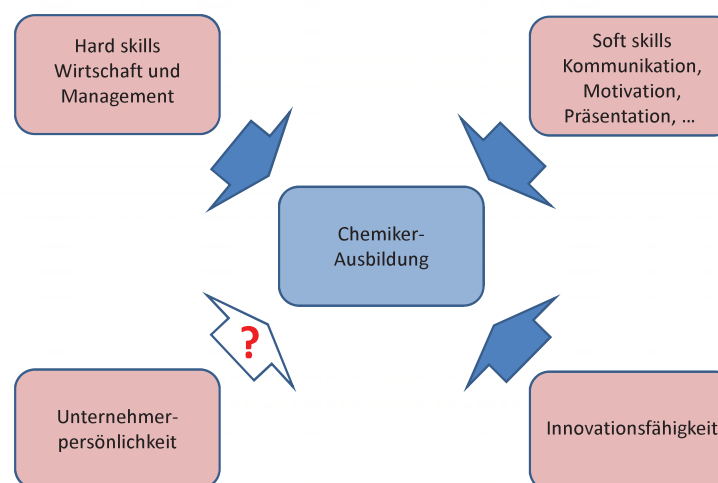 Hard skills
Wirtschaft und
Management
Soft skills
Kommunikation,
Motivation,
Präsentation, ...
Chemiker-
Ausbildung
?
Unternehmer-
persönlichkeit
Innovationsfähigkeit